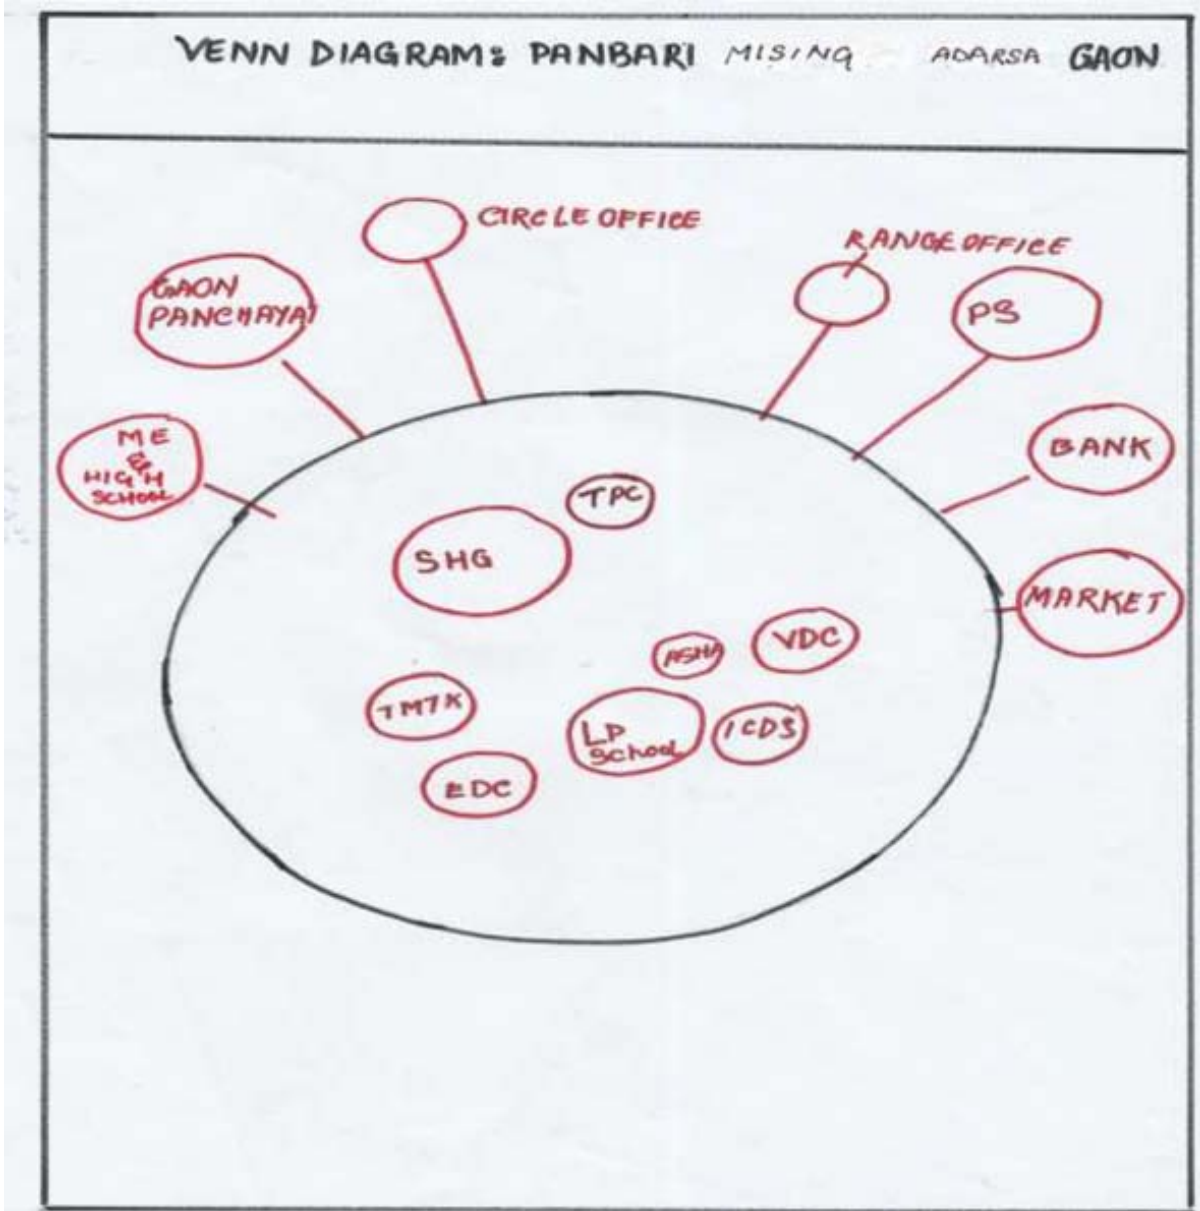 VENN DIAGRAM: PANBARI MISING ADARSA GAON
CIRCLE OFFICE
RANGE OFFICE
GAON
PANCHAYAT
PS
ME
&
HIGH
SCHOOL
BANK
TPC
SHG
MARKET
ASHA
VDC
TMTK
LP
School
ICDS
EDC